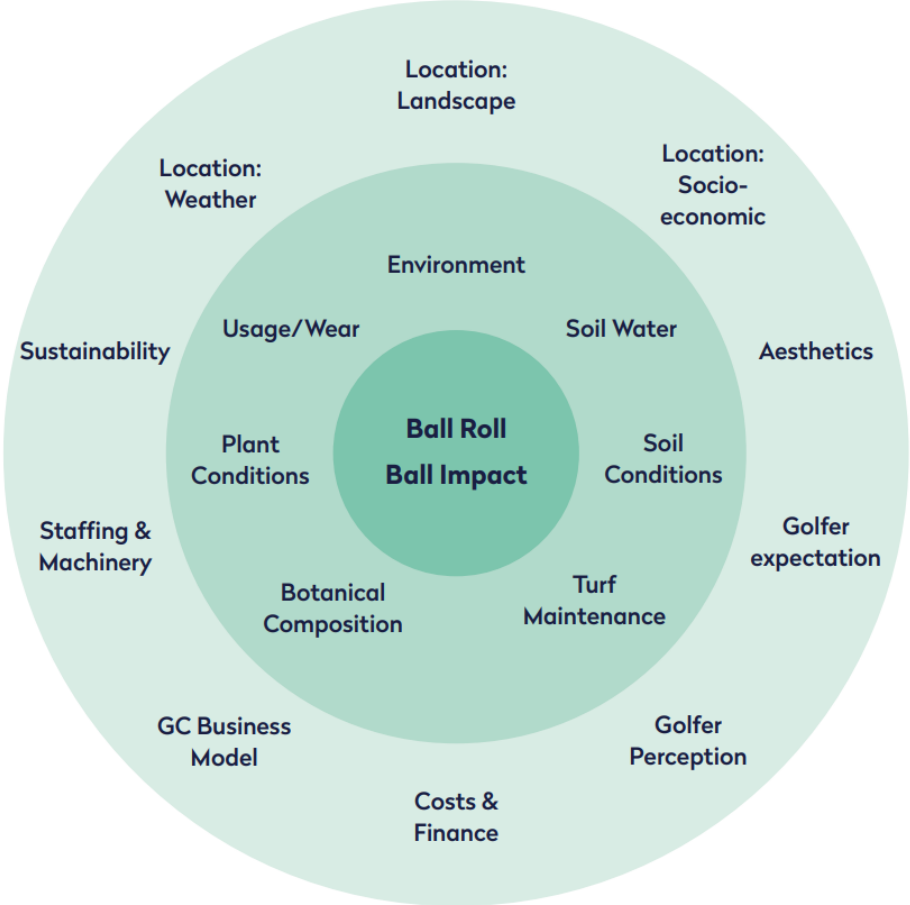 Location:
Landscape
Location:
Weather
Location:
Socio-
economic
Environment
Usage/Wear
Soil Water
Sustainability
Aesthetics
Ball Roll
Ball Impact
Plant
Conditions
Soil
Conditions
Staffing &
Machinery
Golfer
expectation
Botanical
Composition
Turf
Maintenance
GC Business
Model
Golfer
Perception
Costs &
Finance